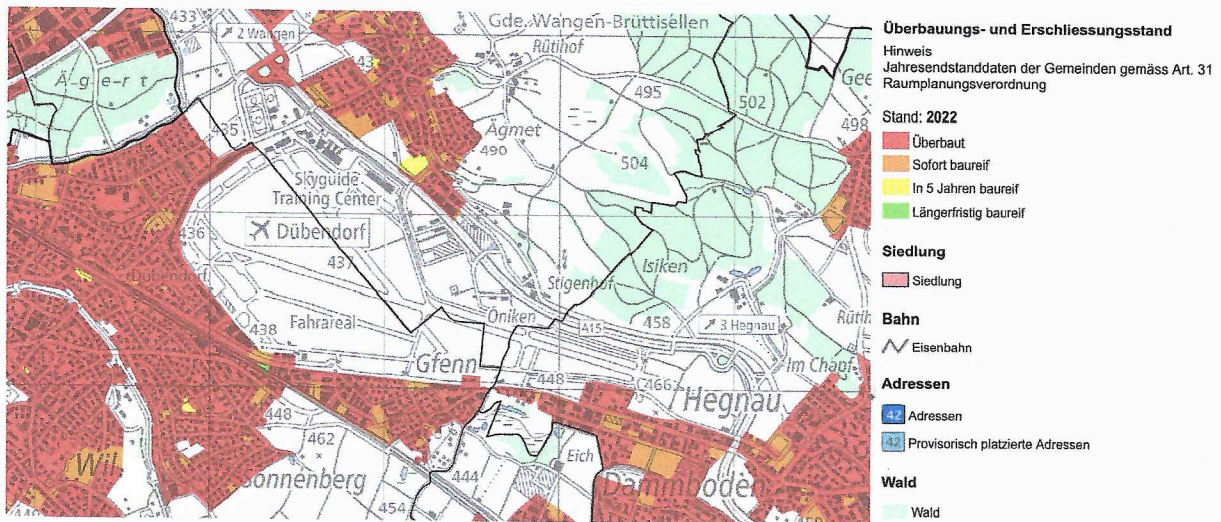 433
2 Wangen
Gde. Wangen-Brüttisellen
Rütihof
Ä-g-e-r-t
495
502
435
Agmet
498
490
504
Skyguide
Training Center
436
Dübendorf
437
Isiken
Dübendorf
Stigenhof
438
Fahrareal
Öniken
A15
458
3 Hegnau
Gfenn
Im Chapf
448
466
Hegnau
448
462
Eich
Wil
Sonnenberg
444
Dammboden
454
Überbauungs- und Erschliessungsstand
Hinweis
Jahresendstanddaten der Gemeinden gemäss Art. 31
Raumplanungsverordnung
Stand: 2022
Überbaut
Sofort baureif
In 5 Jahren baureif
Längerfristig baureif
Siedlung
Siedlung
Bahn
Eisenbahn
Adressen
42 Adressen
42 Provisorisch platzierte Adressen
Wald
Wald